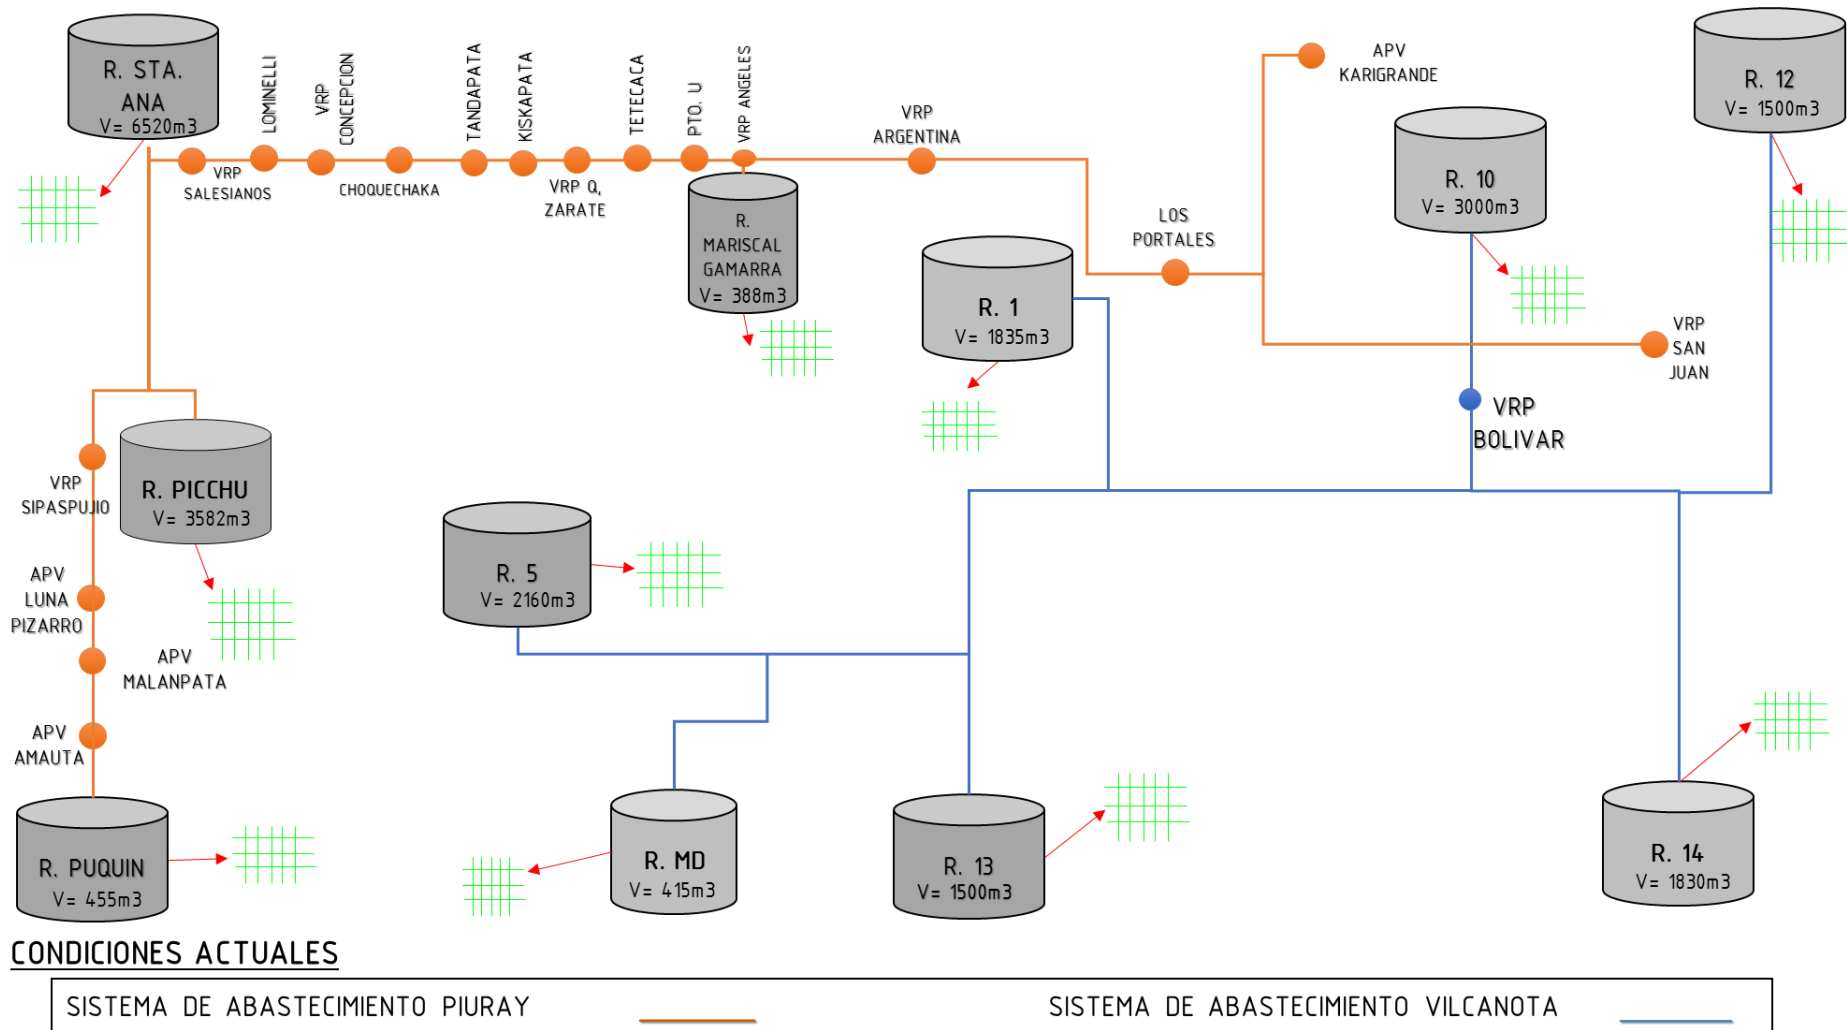 R. STA.
ANA
V= 6520m3
VRP
SALESIANOS
LOMINELLI
VRP
CONCEPCION
CHOQUECHAKA
TANDAPATA
KISKAPATA
VRP Q,
ZARATE
TETECACA
PTO. U
VRP ANGELES
R.
MARISCAL
GAMARRA
V= 388m3
VRP
ARGENTINA
LOS
PORTALES
APV
KARIGRANDE
VRP
SAN
JUAN
R. 12
V= 1500m3
R. 10
V= 3000m3
R. 1
V= 1835m3
VRP
BOLIVAR
VRP
SIPASPUJIO
R. PICCHU
V= 3582m3
APV
LUNA
PIZARRO
APV
MALANPATA
APV
AMAUTA
R. PUQUIN
V= 455m3
R. 5
V= 2160m3
R. MD
V= 415m3
R. 13
V= 1500m3
R. 14
V= 1830m3
CONDICIONES ACTUALES
SISTEMA DE ABASTECIMIENTO PIURAY
SISTEMA DE ABASTECIMIENTO VILCANOTA